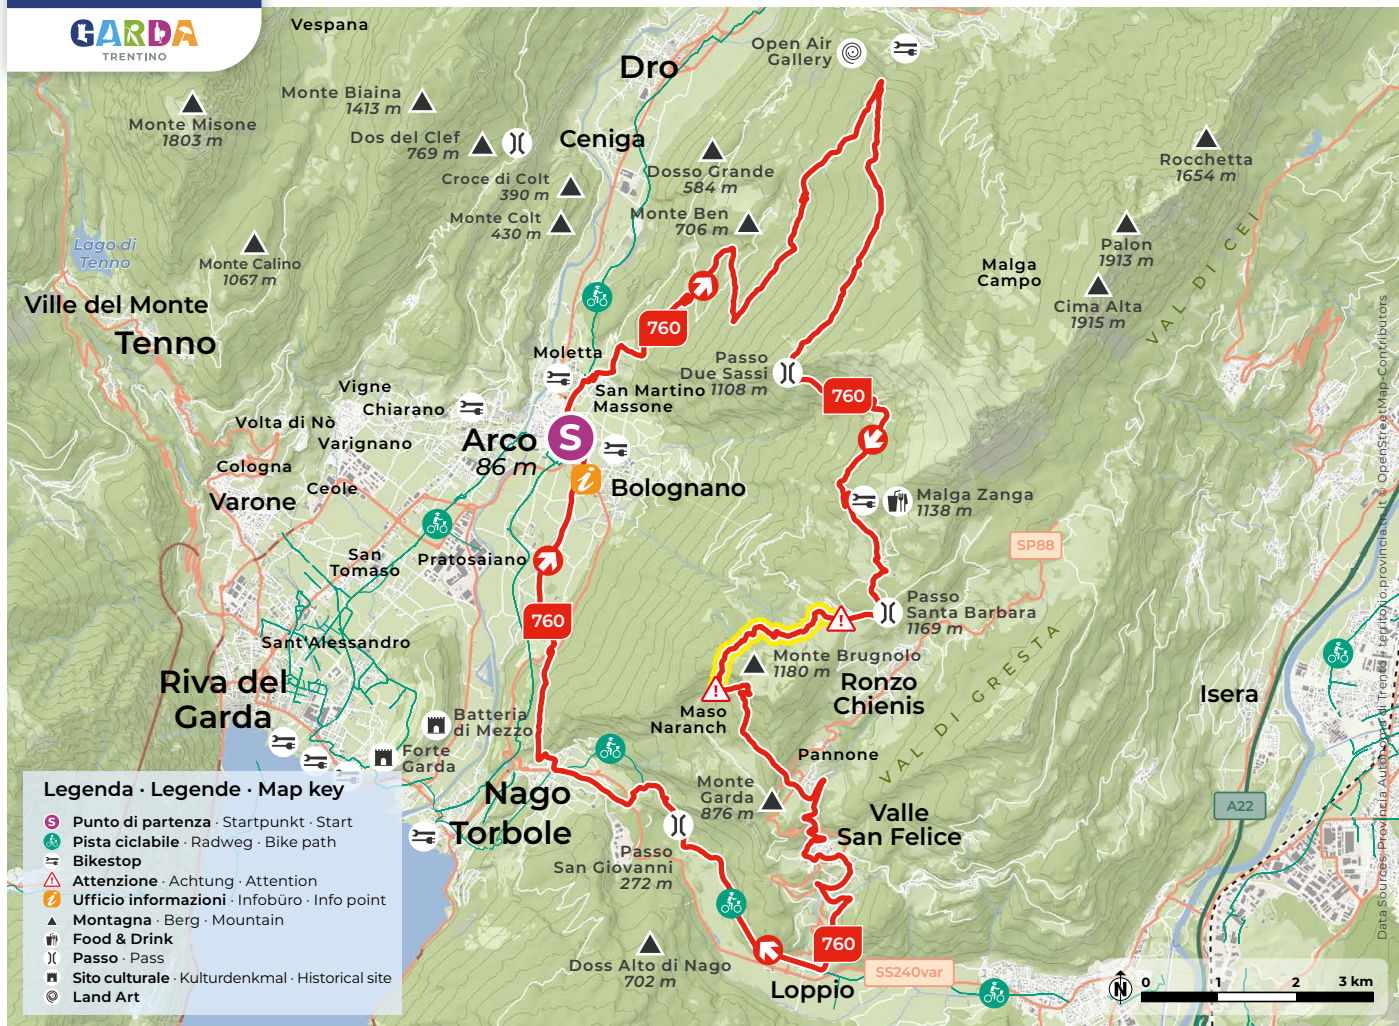 GARDA
TRENTINO
Vespana
Dro
Open Air
Gallery
Monte Biaina
1413 m
Monte Misone
1803 m
Dos del Clef
769 m
Ceniga
Rocchetta
1654 m
Croce di Colt
390 m
Dosso Grande
584 m
Monte Colt
430 m
Monte Ben
706 m
Lago di
Tenno
Monte Calino
1067 m
Palon
1913 m
Malga
Campo
VAL DI CEI
Cima Alta
1915 m
Ville del Monte
Tenno
760
Moletta
Passo
Due Sassi
1108 m
Vigne
Chiarano
San Martino
Massone
760
Volta di Nò
Varignano
Arco
86 m
S
Cologna
Ceole
Varone
i
Bolognano
Malga Zanga
1138 m
San
Tomaso
Pratosaiano
SP88
760
Passo
Santa Barbara
1169 m
Sant'Alessandro
Monte Brugnolo
1180 m
Riva del
Garda
Ronzo
Chienis
VAL DI GRESTA
Isera
Maso
Naranch
Batteria
di Mezzo
Forte
Garda
Pannone
Monte
Garda
876 m
Nago
Torbole
A22
Valle
San Felice
Passo
San Giovanni
272 m
760
Doss Alto di Nago
702 m
SS240var
Loppio
Legenda · Legende · Map key
S Punto di partenza · Startpunkt · Start
Pista ciclabile · Radweg · Bike path
Bikestop
Attenzione · Achtung · Attention
i Ufficio informazioni · Infobüro · Info point
Montagna · Berg · Mountain
Food & Drink
Passo · Pass
Sito culturale · Kulturdenkmal · Historical site
Land Art
N
0 1 2 3 km